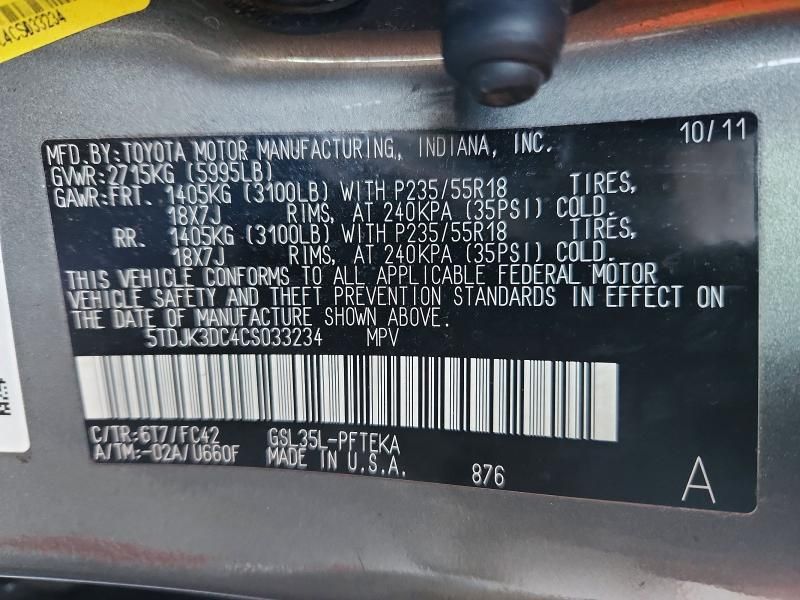 4CS033234
10/11
MFD.BY:TOYOTA MOTOR MANUFACTURING, INDIANA, INC.
GVWR:2715KG (5995LB)
GAWR:FRT. 1405KG (3100LB) WITH P235/55R18 TIRES,
18X7J RIMS, AT 240KPA (35PSI) COLD.
RR. 1405KG (3100LB) WITH P235/55R18 TIRES,
18X7J RIMS, AT 240KPA (35PSI) COLD.
THIS VEHICLE CONFORMS TO ALL APPLICABLE FEDERAL MOTOR
VEHICLE SAFETY AND THEFT PREVENTION STANDARDS IN EFFECT ON
THE DATE OF MANUFACTURE SHOWN ABOVE.
5TDJK3DC4CS033234 MPV
C/TR:6T7/FC42 GSL35L-PFTEKA
A/TM:-02A/U660F MADE IN U.S.A.
876 A